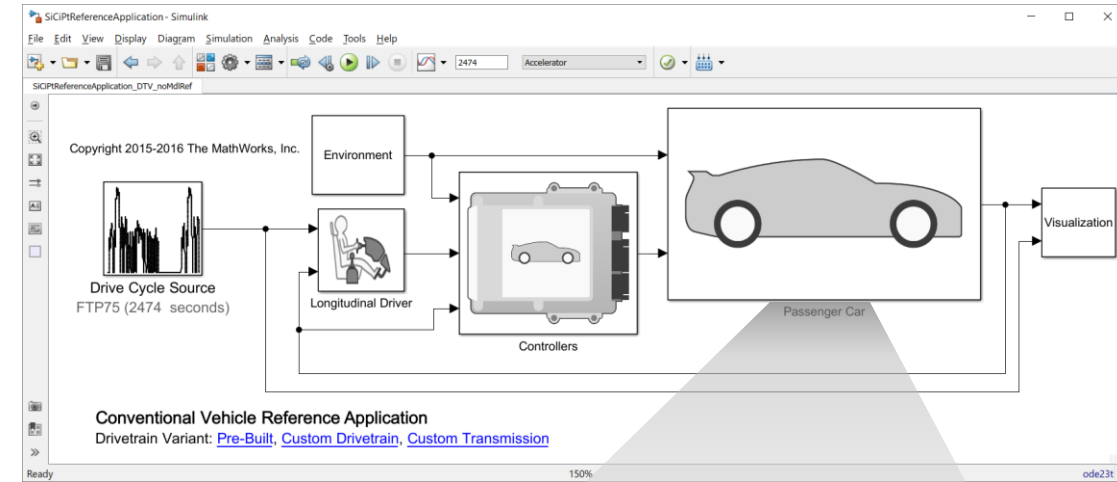 SiCiPtReferenceApplication - Simulink
File Edit View Display Diagram Simulation Analysis Code Tools Help
2474
Accelerator
SiCiPtReferenceApplication_DTV_noMdlRef
Copyright 2015-2016 The MathWorks, Inc.
Environment
Visualization
Drive Cycle Source
FTP75 (2474 seconds)
Longitudinal Driver
Passenger Car
Controllers
Conventional Vehicle Reference Application
Drivetrain Variant: Pre-Built, Custom Drivetrain, Custom Transmission
Ready
150%
ode23t